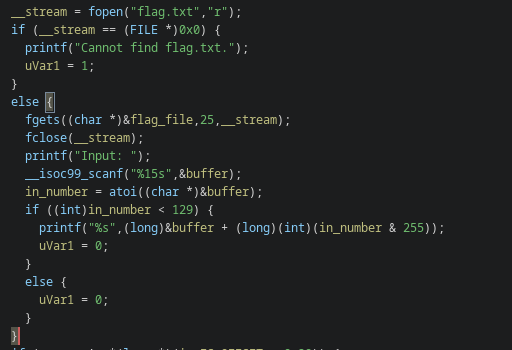 __stream = fopen("flag.txt","r");
if (__stream == (FILE *)0x0) {
printf("Cannot find flag.txt.");
uVar1 = 1;
}
else {
fgets((char *)&flag_file,25,__stream);
fclose(__stream);
printf("Input: ");
__isoc99_scanf("%15s",&buffer);
in_number = atoi((char *)&buffer);
if ((int)in_number < 129) {
printf("%s",(long)&buffer + (long)(int)(in_number & 255));
uVar1 = 0;
}
else {
uVar1 = 0;
}
}